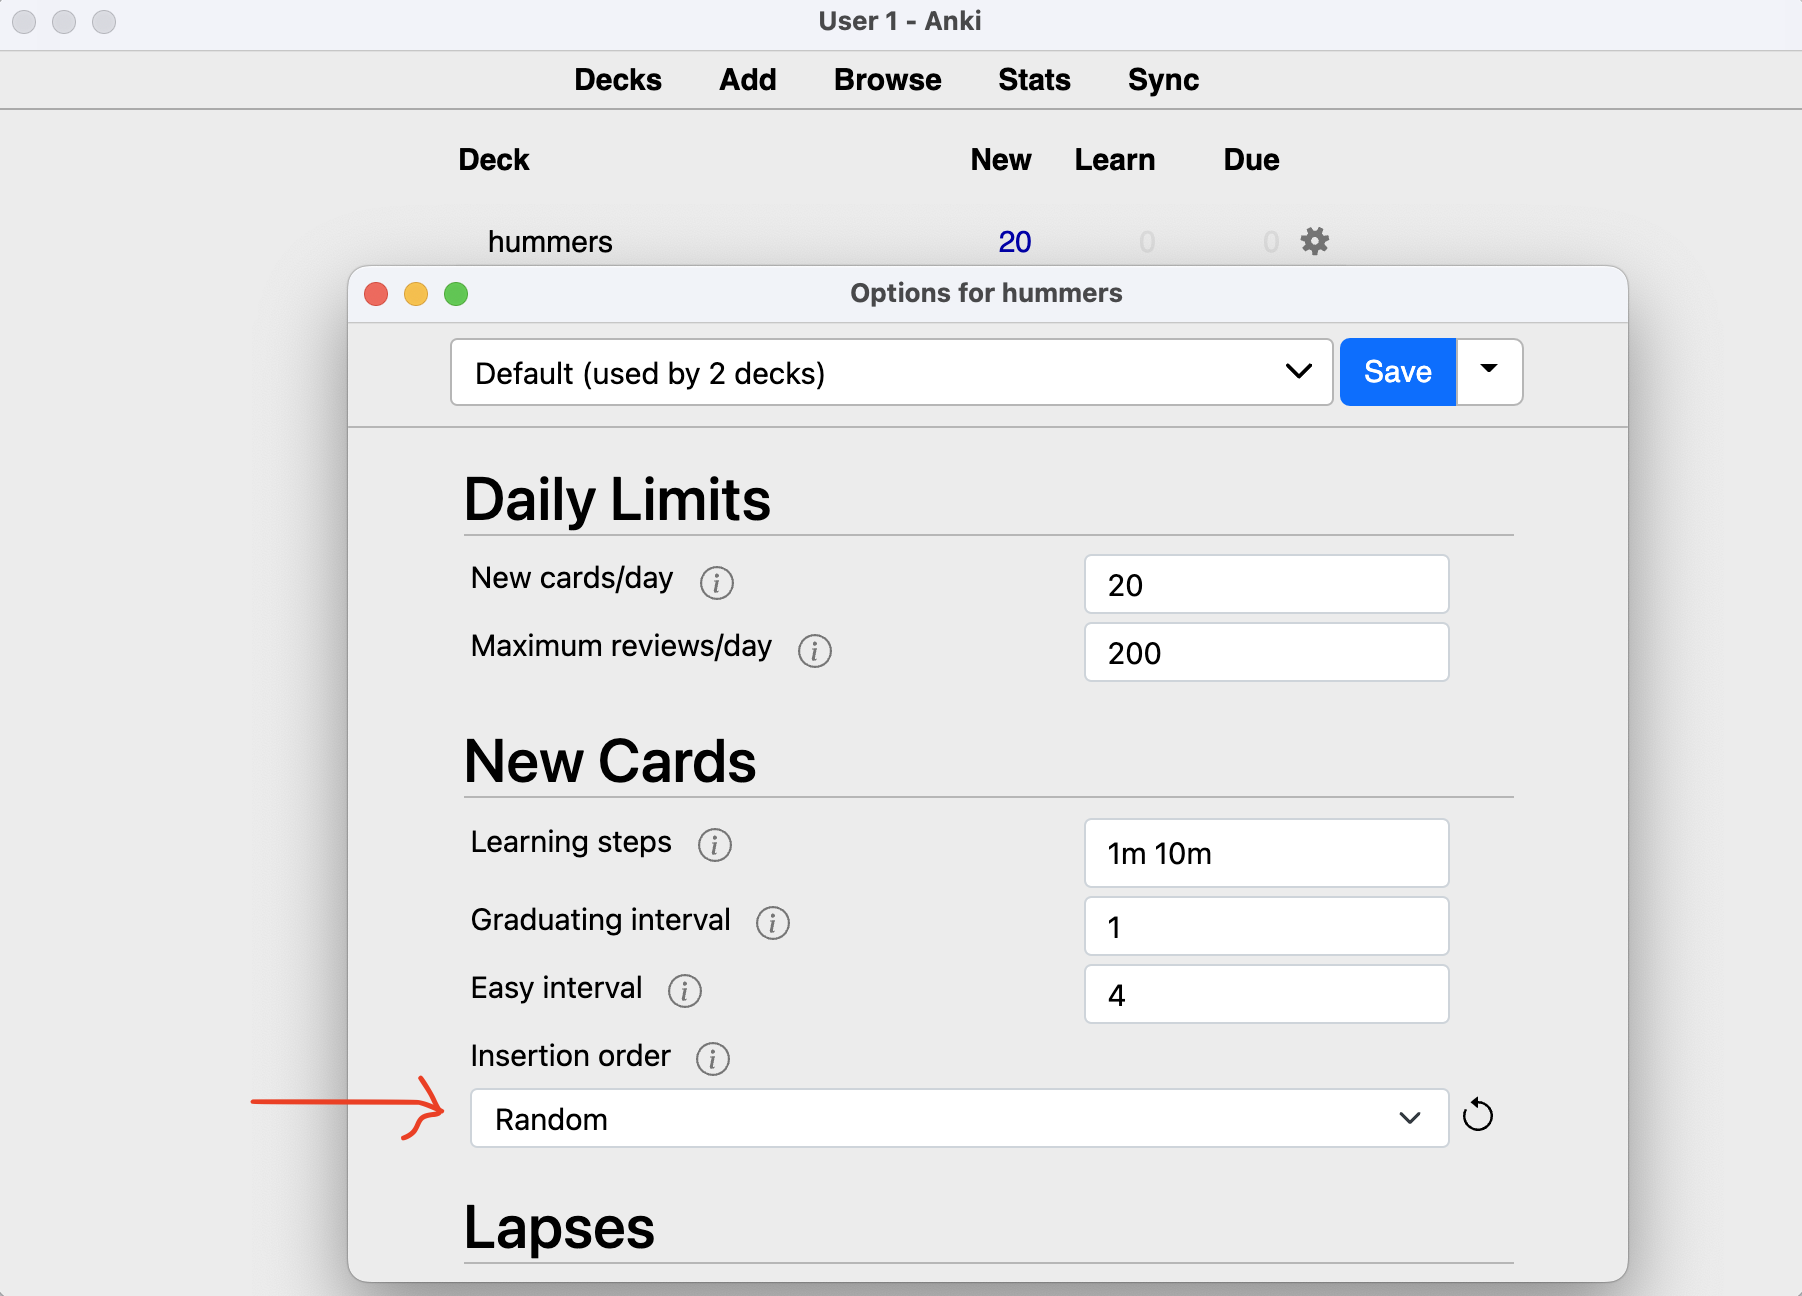 User 1 - Anki
Decks Add Browse Stats Sync
Deck New Learn Due
hummers 20 0 0
Options for hummers
Default (used by 2 decks) Save
Daily Limits
New cards/day i 20
Maximum reviews/day i 200
New Cards
Learning steps i 1m 10m
Graduating interval i 1
Easy interval i 4
Insertion order i
Random
Lapses